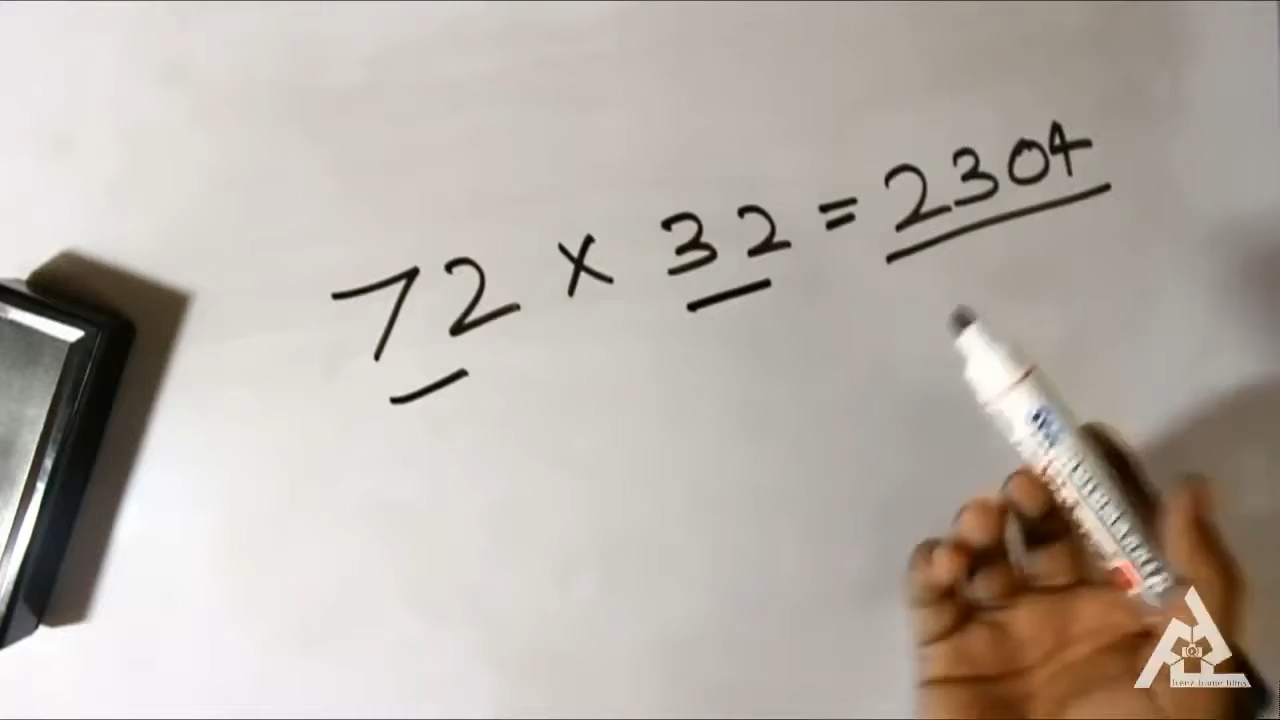 72 × 32 = 2304